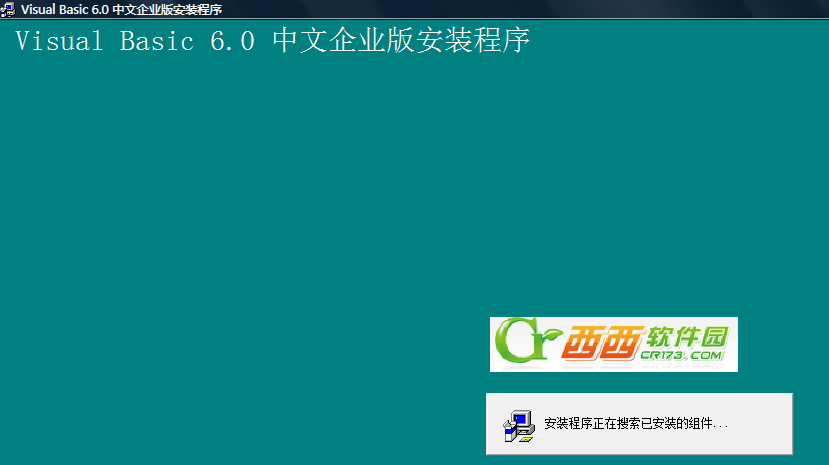 Visual Basic 6.0 中文企业版安装程序
Visual Basic 6.0 中文企业版安装程序
Cr 西西软件园
CR173.COM
安装程序正在搜索已安装的组件...